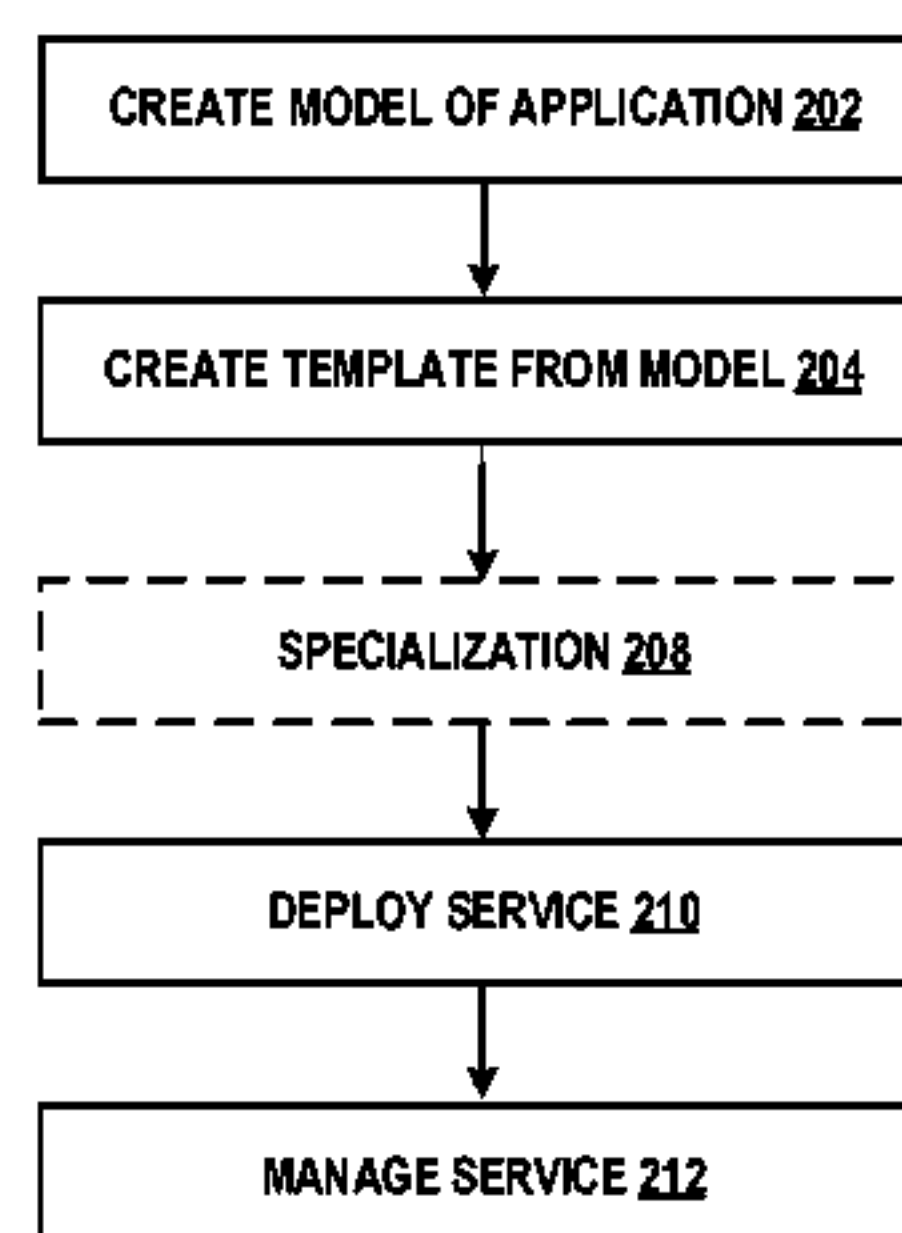 CREATE MODEL OF APPLICATION 202
CREATE TEMPLATE FROM MODEL 204
SPECIALIZATION 208
DEPLOY SERVICE 210
MANAGE SERVICE 212